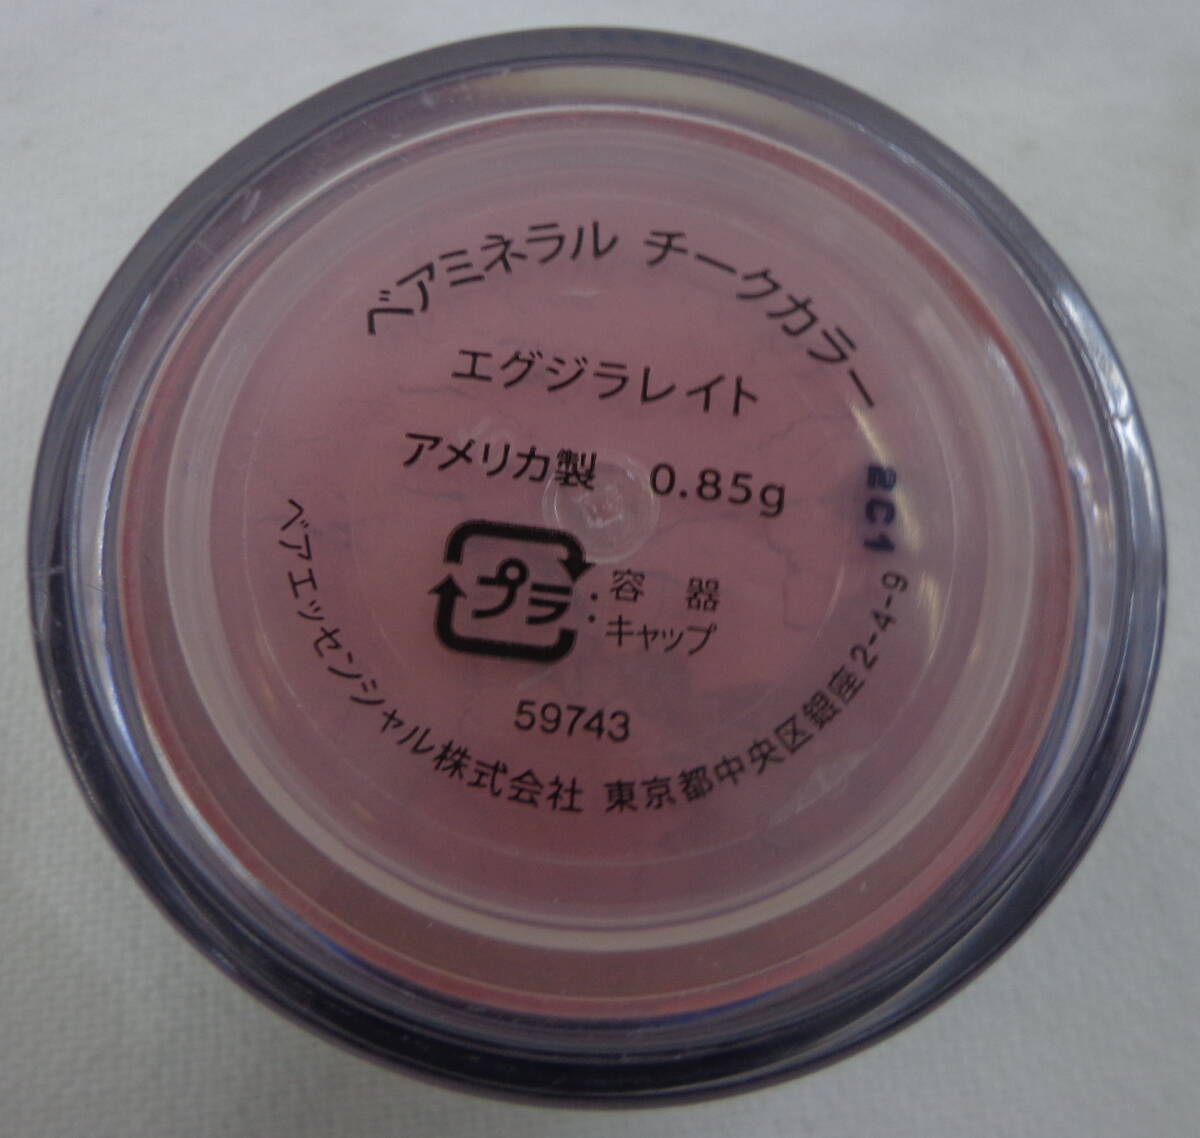 ベアミネラル チークカラー
エグジラレイト
アメリカ製 0.85g
2C1
プラ : 容 器
キャップ
59743
ベアエッセンシャル株式会社 東京都中央区銀座2-4-9